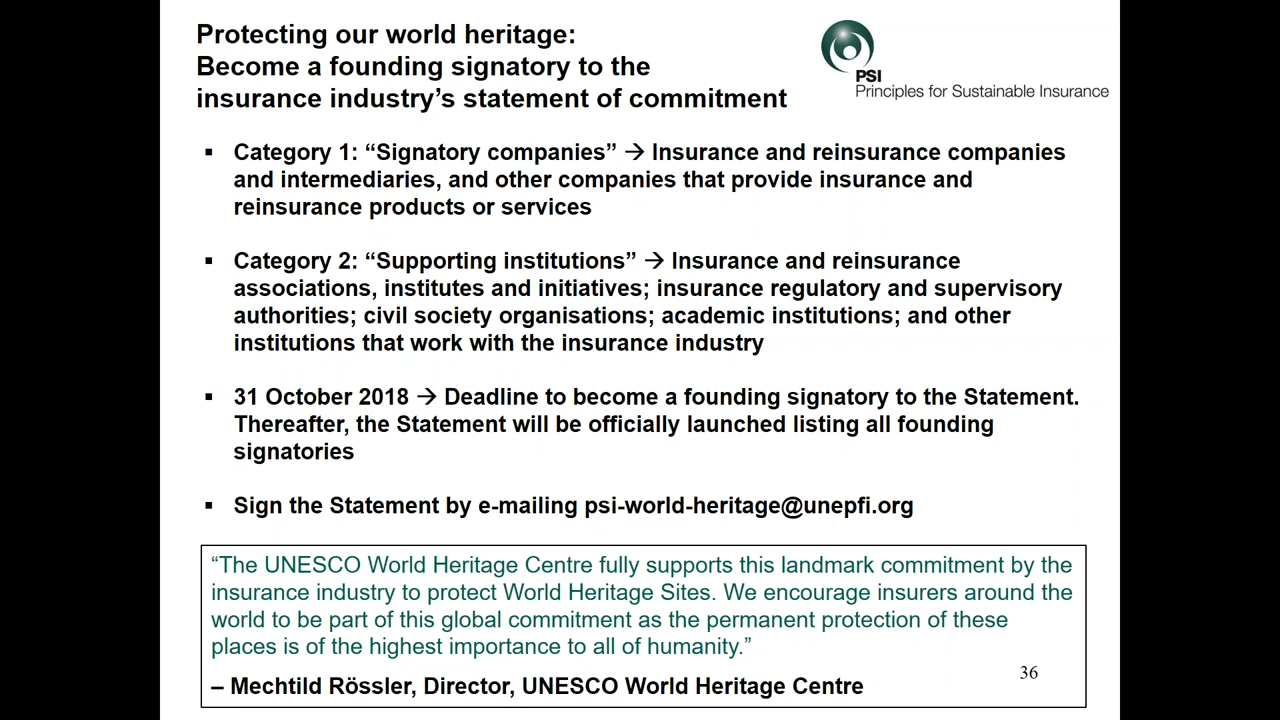 Protecting our world heritage:
Become a founding signatory to the
insurance industry’s statement of commitment
PSI
Principles for Sustainable Insurance
▪ Category 1: “Signatory companies” → Insurance and reinsurance companies
and intermediaries, and other companies that provide insurance and
reinsurance products or services
▪ Category 2: “Supporting institutions” → Insurance and reinsurance
associations, institutes and initiatives; insurance regulatory and supervisory
authorities; civil society organisations; academic institutions; and other
institutions that work with the insurance industry
▪ 31 October 2018 → Deadline to become a founding signatory to the Statement.
Thereafter, the Statement will be officially launched listing all founding
signatories
▪ Sign the Statement by e-mailing psi-world-heritage@unepfi.org
“The UNESCO World Heritage Centre fully supports this landmark commitment by the
insurance industry to protect World Heritage Sites. We encourage insurers around the
world to be part of this global commitment as the permanent protection of these
places is of the highest importance to all of humanity.”
– Mechtild Rössler, Director, UNESCO World Heritage Centre
36